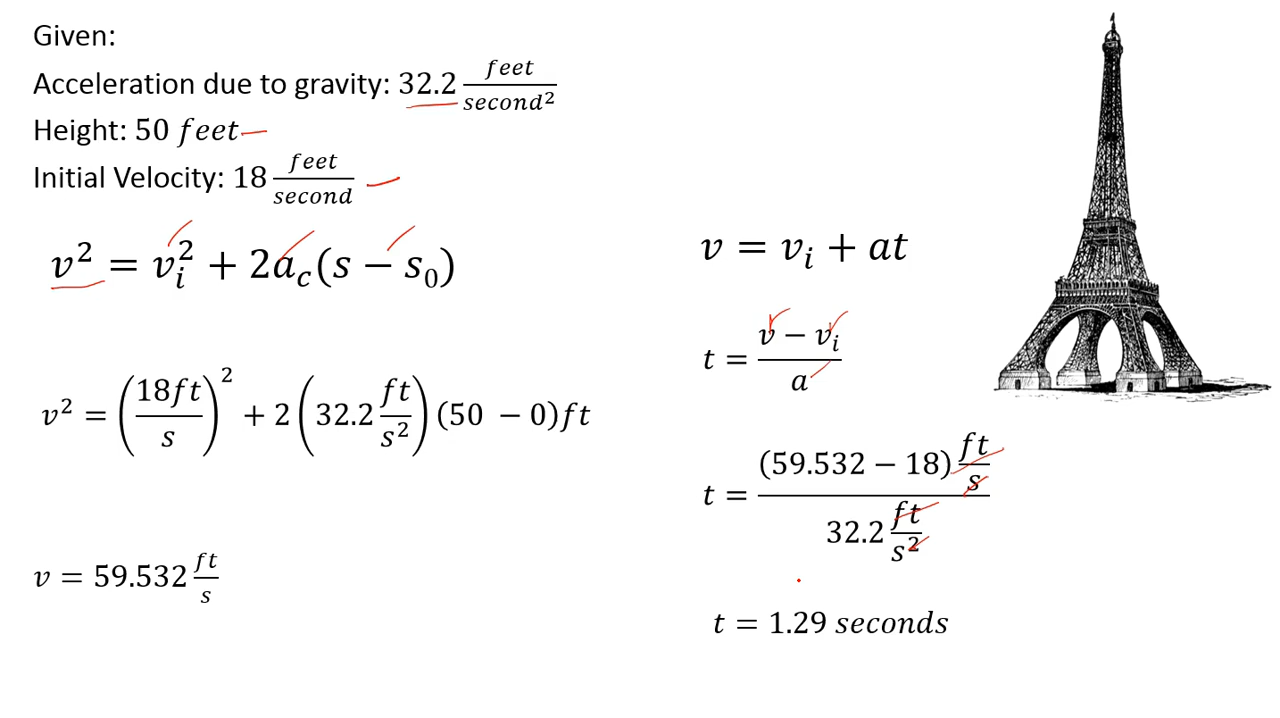 Given:
Acceleration due to gravity: 32.2 feet/second²
Height: 50 feet
Initial Velocity: 18 feet/second
v² = vᵢ² + 2a_c(s − s₀)
v² = (18ft/s)² + 2(32.2 ft/s²)(50 − 0)ft
v = 59.532 ft/s
v = vᵢ + at
t = (v − vᵢ)/a
t = (59.532 − 18) ft/s / 32.2 ft/s²
t = 1.29 seconds